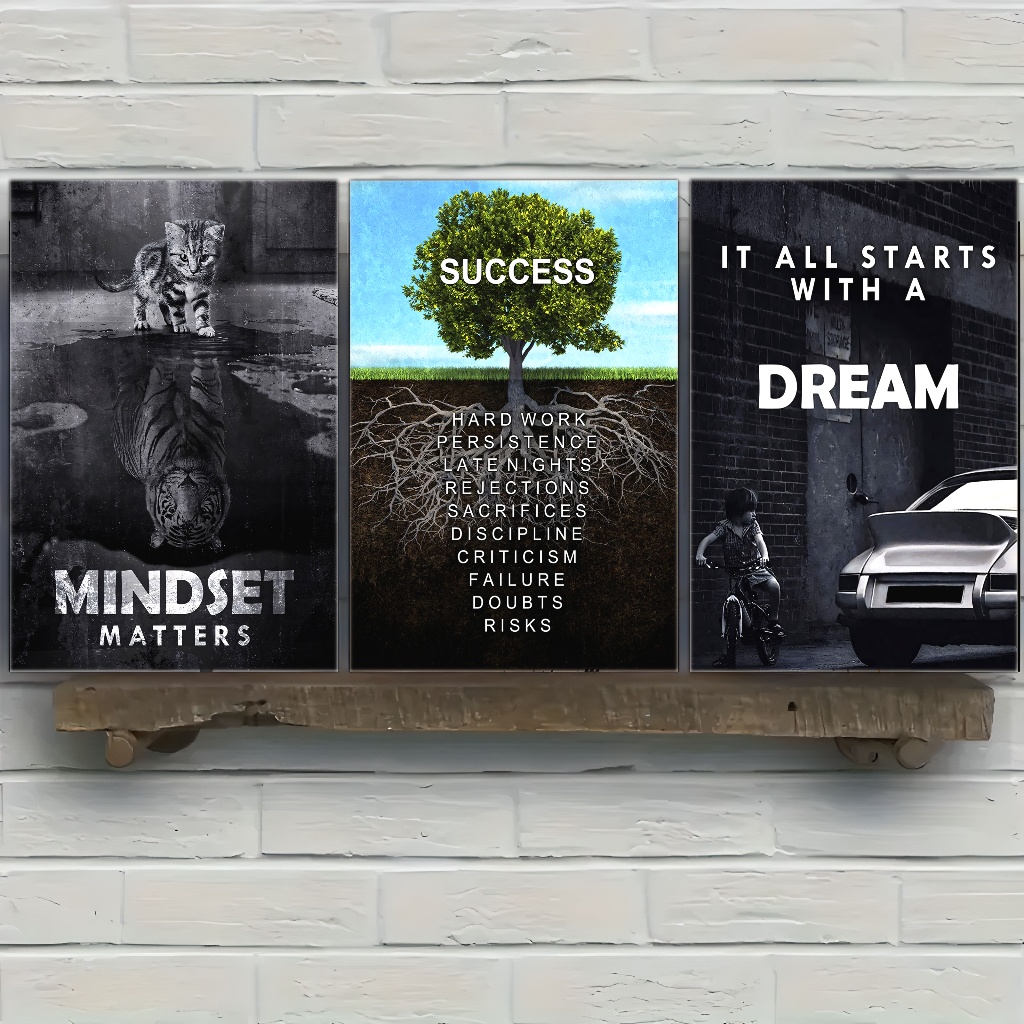 MINDSET
MATTERS
SUCCESS
HARD WORK
PERSISTENCE
LATE NIGHTS
REJECTIONS
SACRIFICES
DISCIPLINE
CRITICISM
FAILURE
DOUBTS
RISKS
IT ALL STARTS
WITH A
DREAM